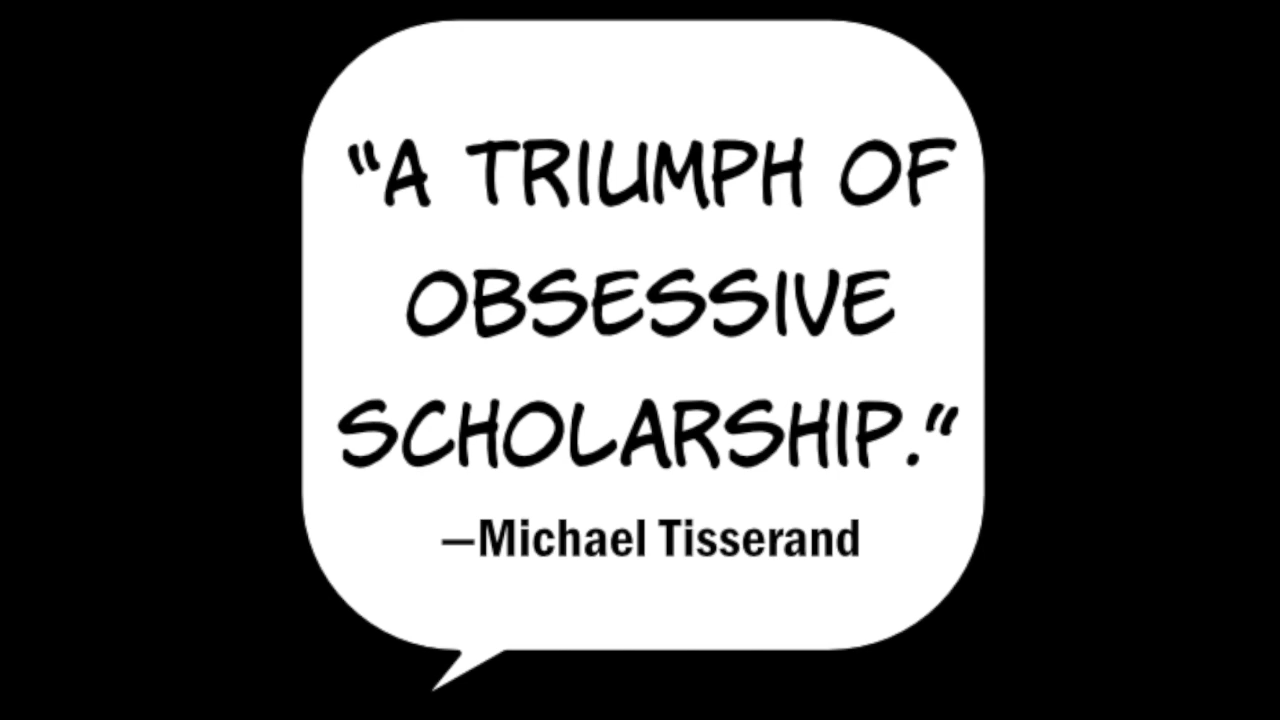 “A TRIUMPH OF
OBSESSIVE
SCHOLARSHIP.”
—Michael Tisserand